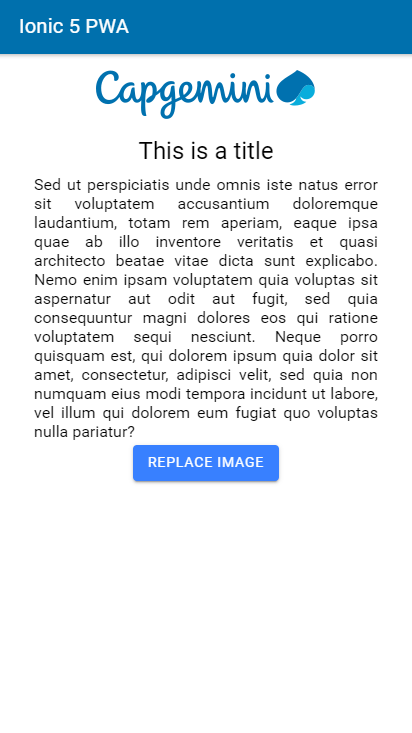 Ionic 5 PWA
Capgemini
This is a title
Sed ut perspiciatis unde omnis iste natus error
sit voluptatem accusantium doloremque
laudantium, totam rem aperiam, eaque ipsa
quae ab illo inventore veritatis et quasi
architecto beatae vitae dicta sunt explicabo.
Nemo enim ipsam voluptatem quia voluptas sit
aspernatur aut odit aut fugit, sed quia
consequuntur magni dolores eos qui ratione
voluptatem sequi nesciunt. Neque porro
quisquam est, qui dolorem ipsum quia dolor sit
amet, consectetur, adipisci velit, sed quia non
numquam eius modi tempora incidunt ut labore,
vel illum qui dolorem eum fugiat quo voluptas
nulla pariatur?
REPLACE IMAGE